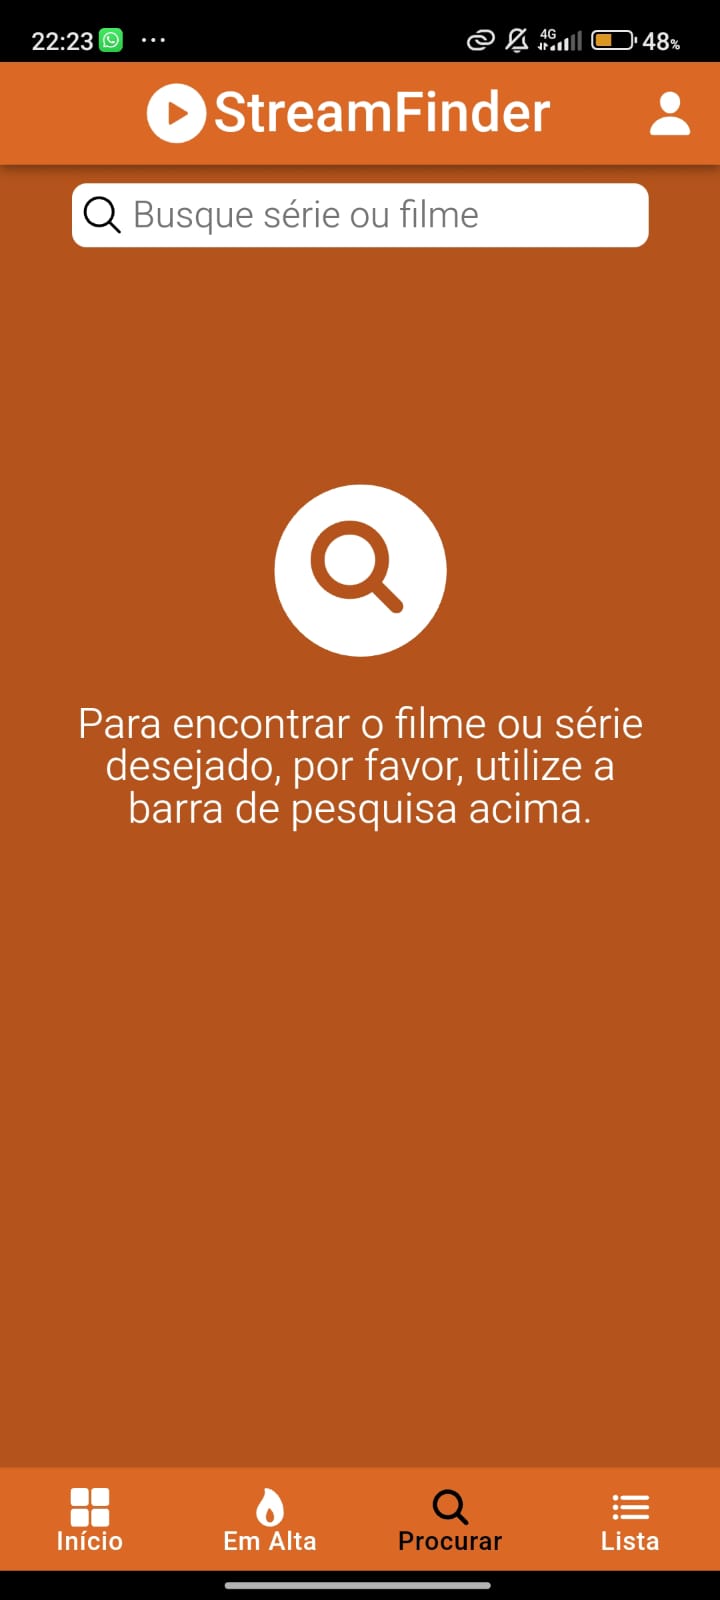 22:23 ... 4G 48%
StreamFinder
Busque série ou filme
Para encontrar o filme ou série
desejado, por favor, utilize a
barra de pesquisa acima.
Início Em Alta Procurar Lista